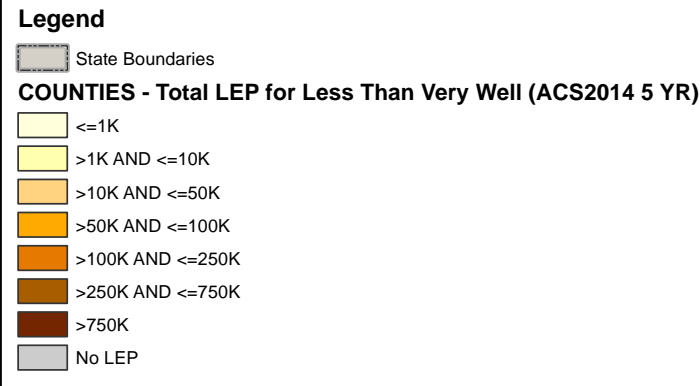 Legend
State Boundaries
COUNTIES - Total LEP for Less Than Very Well (ACS2014 5 YR)
<=1K
>1K AND <=10K
>10K AND <=50K
>50K AND <=100K
>100K AND <=250K
>250K AND <=750K
>750K
No LEP